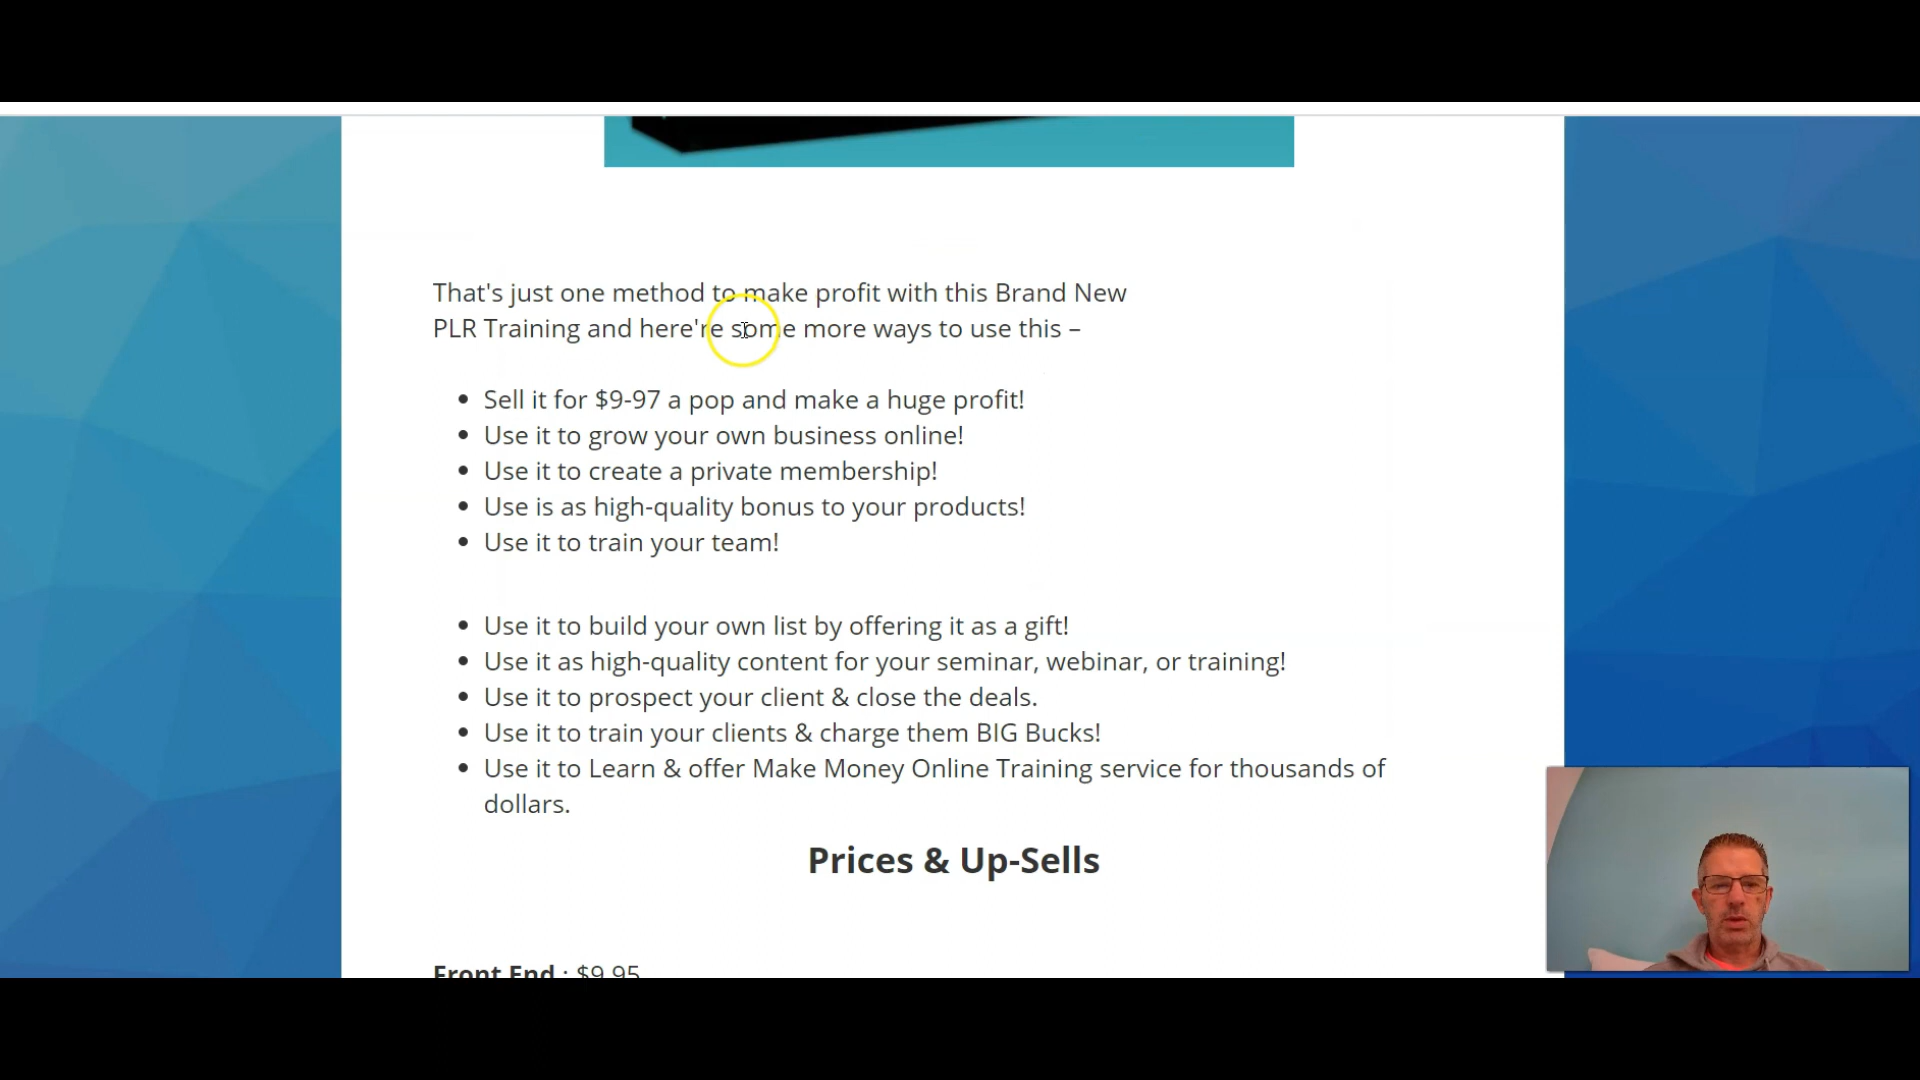 That's just one method to make profit with this Brand New
PLR Training and here're some more ways to use this –
Sell it for $9-97 a pop and make a huge profit!
Use it to grow your own business online!
Use it to create a private membership!
Use is as high-quality bonus to your products!
Use it to train your team!
Use it to build your own list by offering it as a gift!
Use it as high-quality content for your seminar, webinar, or training!
Use it to prospect your client & close the deals.
Use it to train your clients & charge them BIG Bucks!
Use it to Learn & offer Make Money Online Training service for thousands of
dollars.
Prices & Up-Sells
Front End : $9.95